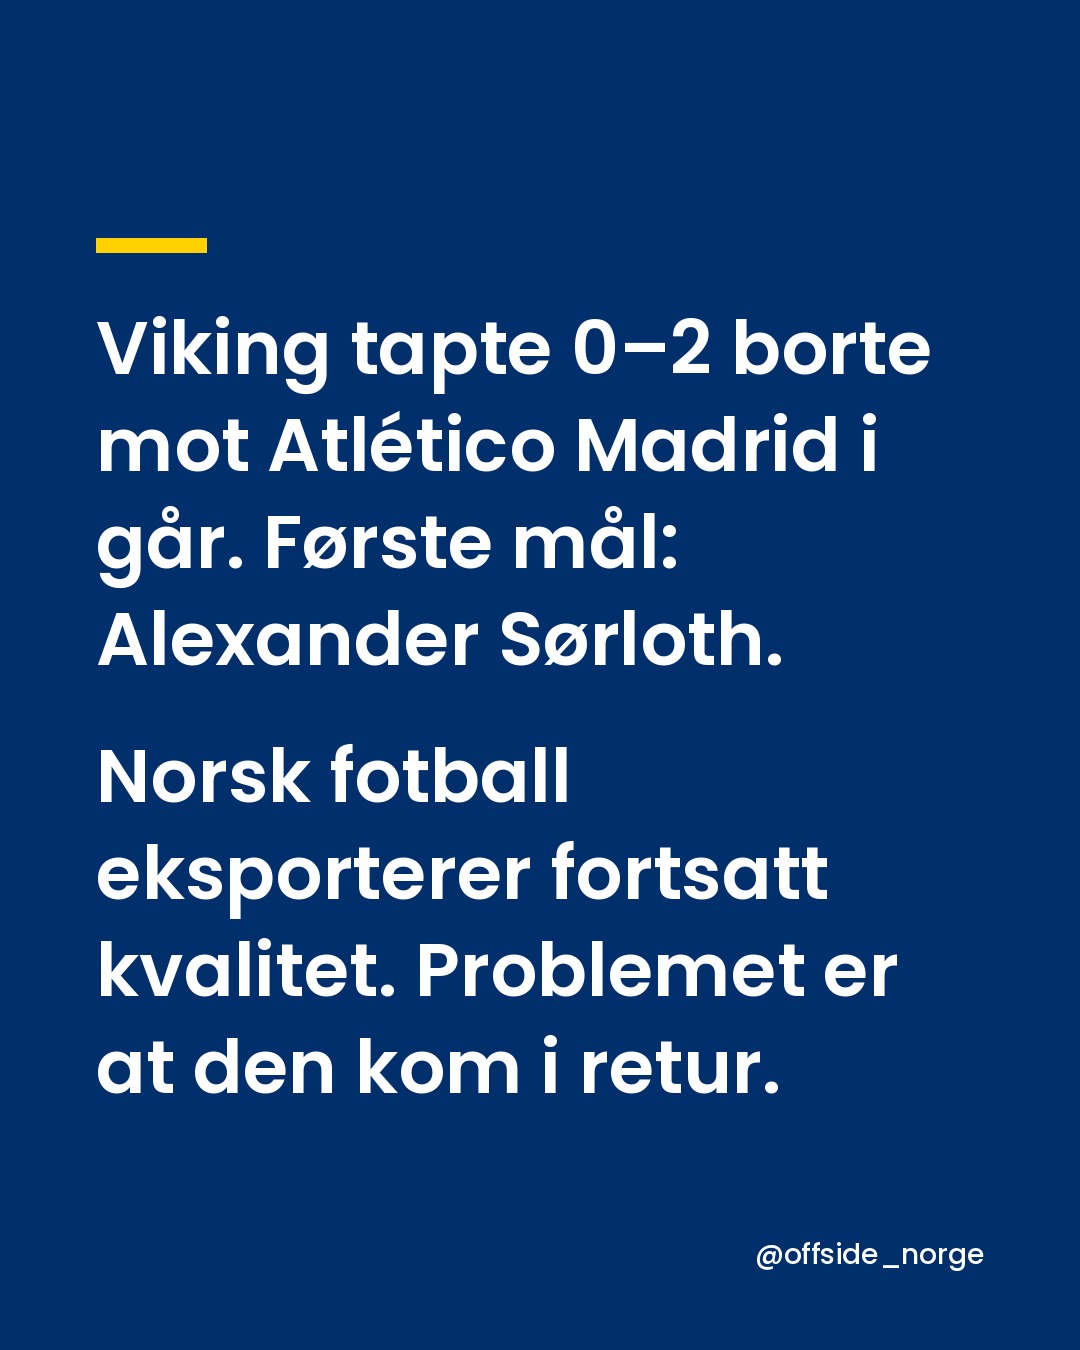 Viking tapte 0–2 borte
mot Atlético Madrid i
går. Første mål:
Alexander Sørloth.
Norsk fotball
eksporterer fortsatt
kvalitet. Problemet er
at den kom i retur.
@offside_norge